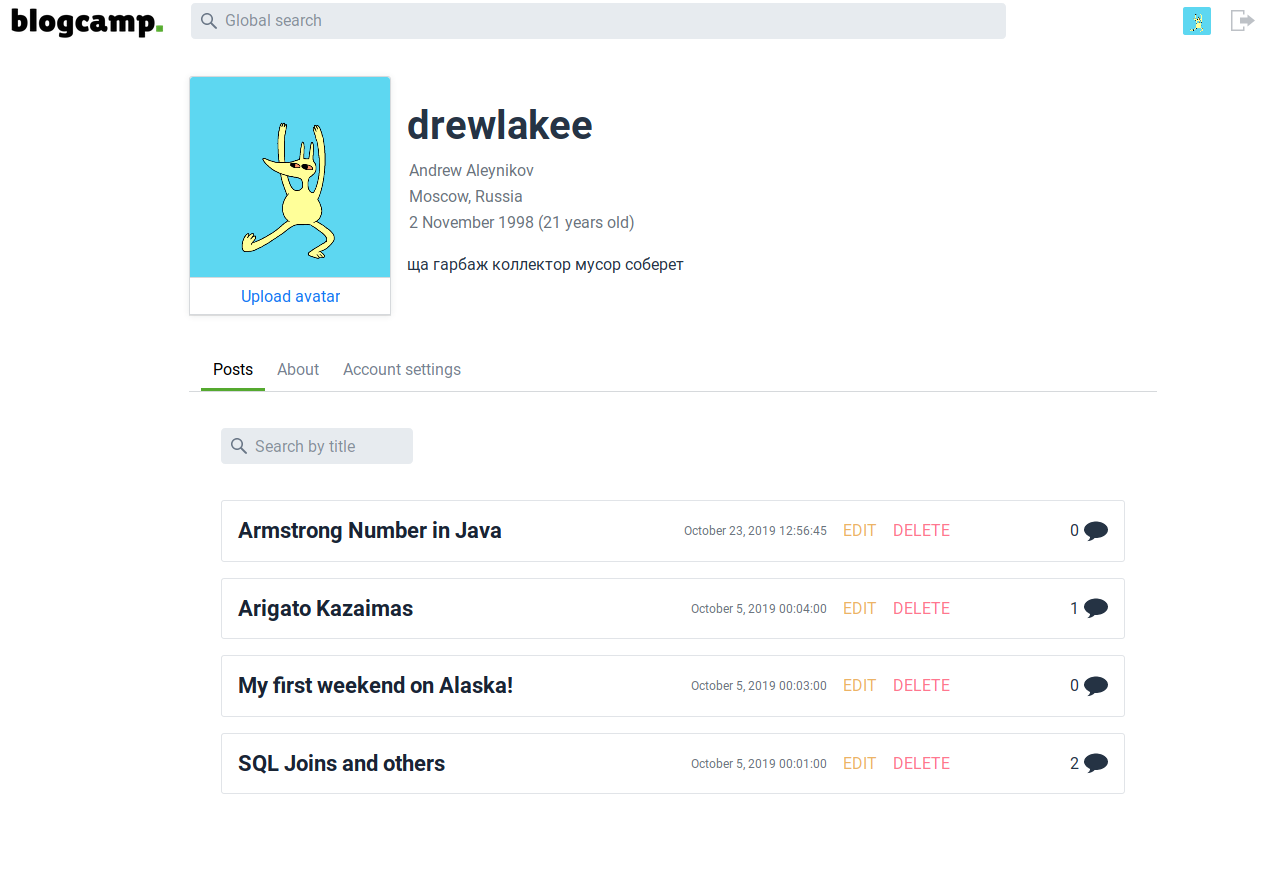 blogcamp.
Global search
drewlakee
Andrew Aleynikov
Moscow, Russia
2 November 1998 (21 years old)
ща гарбаж коллектор мусор соберет
Upload avatar
Posts About Account settings
Search by title
Armstrong Number in Java October 23, 2019 12:56:45 EDIT DELETE 0
Arigato Kazaimas October 5, 2019 00:04:00 EDIT DELETE 1
My first weekend on Alaska! October 5, 2019 00:03:00 EDIT DELETE 0
SQL Joins and others October 5, 2019 00:01:00 EDIT DELETE 2